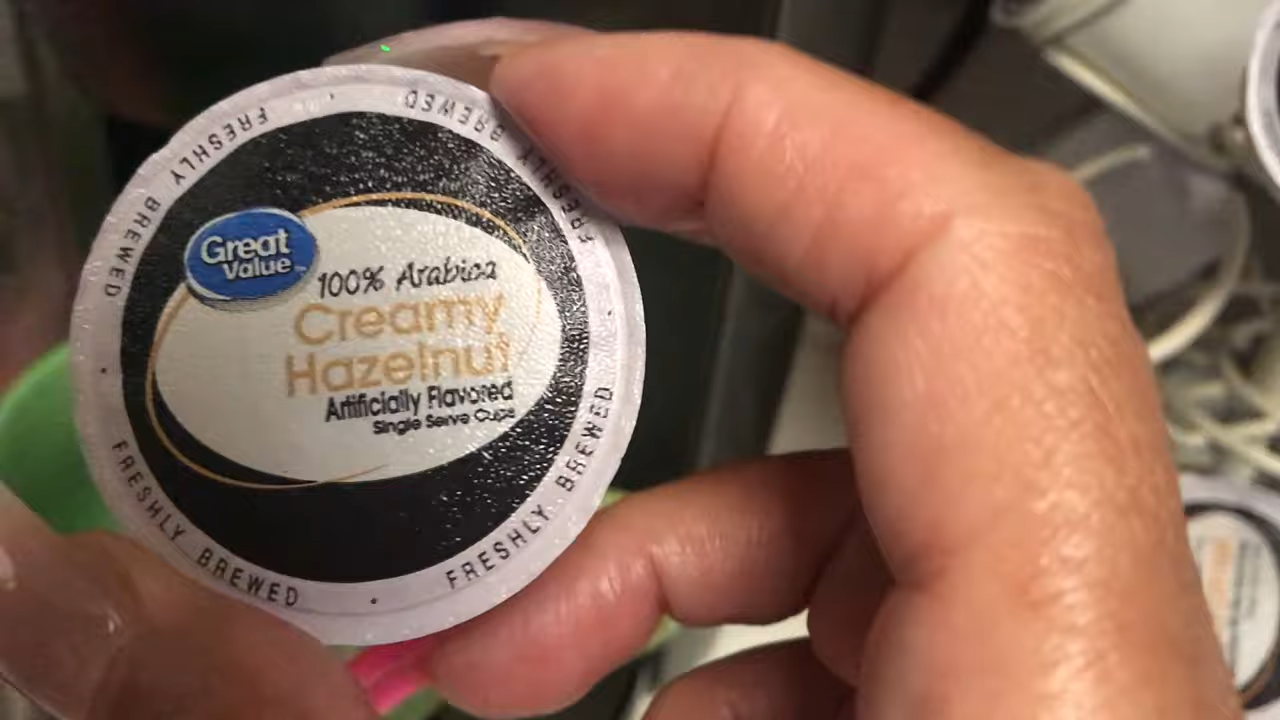 Great
Value
100% Arabica
Creamy
Hazelnut
Artificially Flavored
Single Serve Cups
FRESHLY BREWED
FRESHLY BREWED
FRESHLY BREWED
FRESHLY BREWED